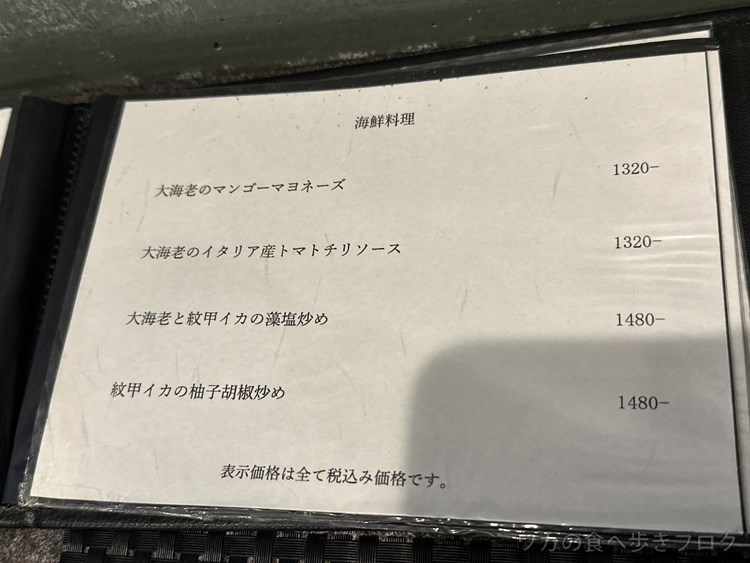 海鮮料理
大海老のマンゴーマヨネーズ 1320-
大海老のイタリア産トマトチリソース 1320-
大海老と紋甲イカの藻塩炒め 1480-
紋甲イカの柚子胡椒炒め 1480-
表示価格は全て税込み価格です。
の食べ歩きブログ